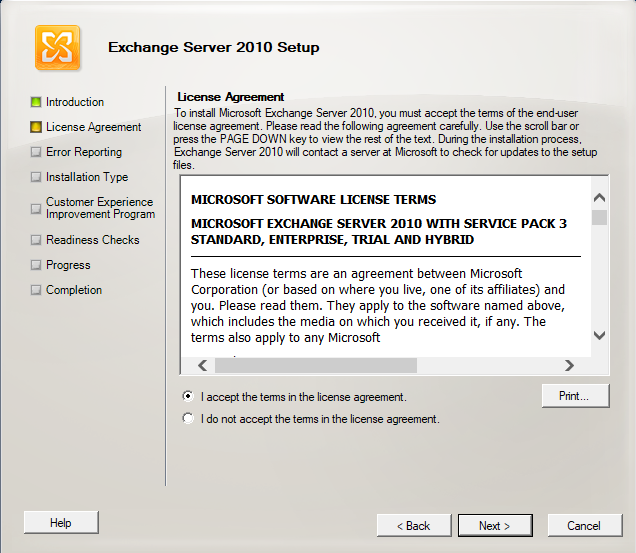 Exchange Server 2010 Setup
Introduction
License Agreement
Error Reporting
Installation Type
Customer Experience
Improvement Program
Readiness Checks
Progress
Completion
License Agreement
To install Microsoft Exchange Server 2010, you must accept the terms of the end-user
license agreement. Please read the following agreement carefully. Use the scroll bar or
press the PAGE DOWN key to view the rest of the text. During the installation process,
Exchange Server 2010 will contact a server at Microsoft to check for updates to the setup
files.
MICROSOFT SOFTWARE LICENSE TERMS
MICROSOFT EXCHANGE SERVER 2010 WITH SERVICE PACK 3
STANDARD, ENTERPRISE, TRIAL AND HYBRID
These license terms are an agreement between Microsoft
Corporation (or based on where you live, one of its affiliates) and
you. Please read them. They apply to the software named above,
which includes the media on which you received it, if any. The
terms also apply to any Microsoft
I accept the terms in the license agreement.
Print...
I do not accept the terms in the license agreement.
Help
< Back
Next >
Cancel